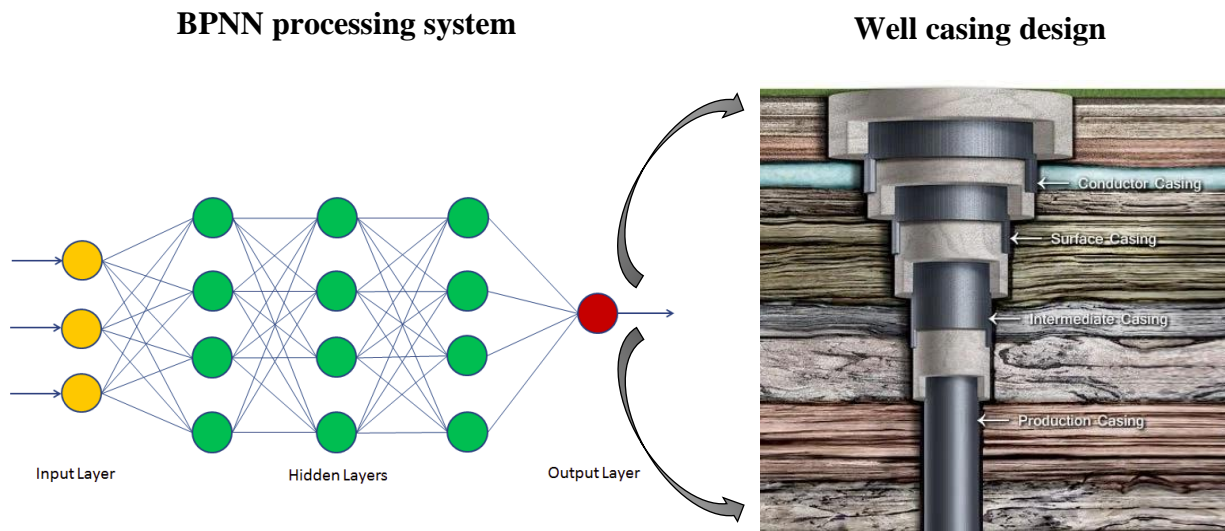 BPNN processing system
Well casing design
Conductor Casing
Surface Casing
Intermediate Casing
Production Casing
Input Layer
Hidden Layers
Output Layer